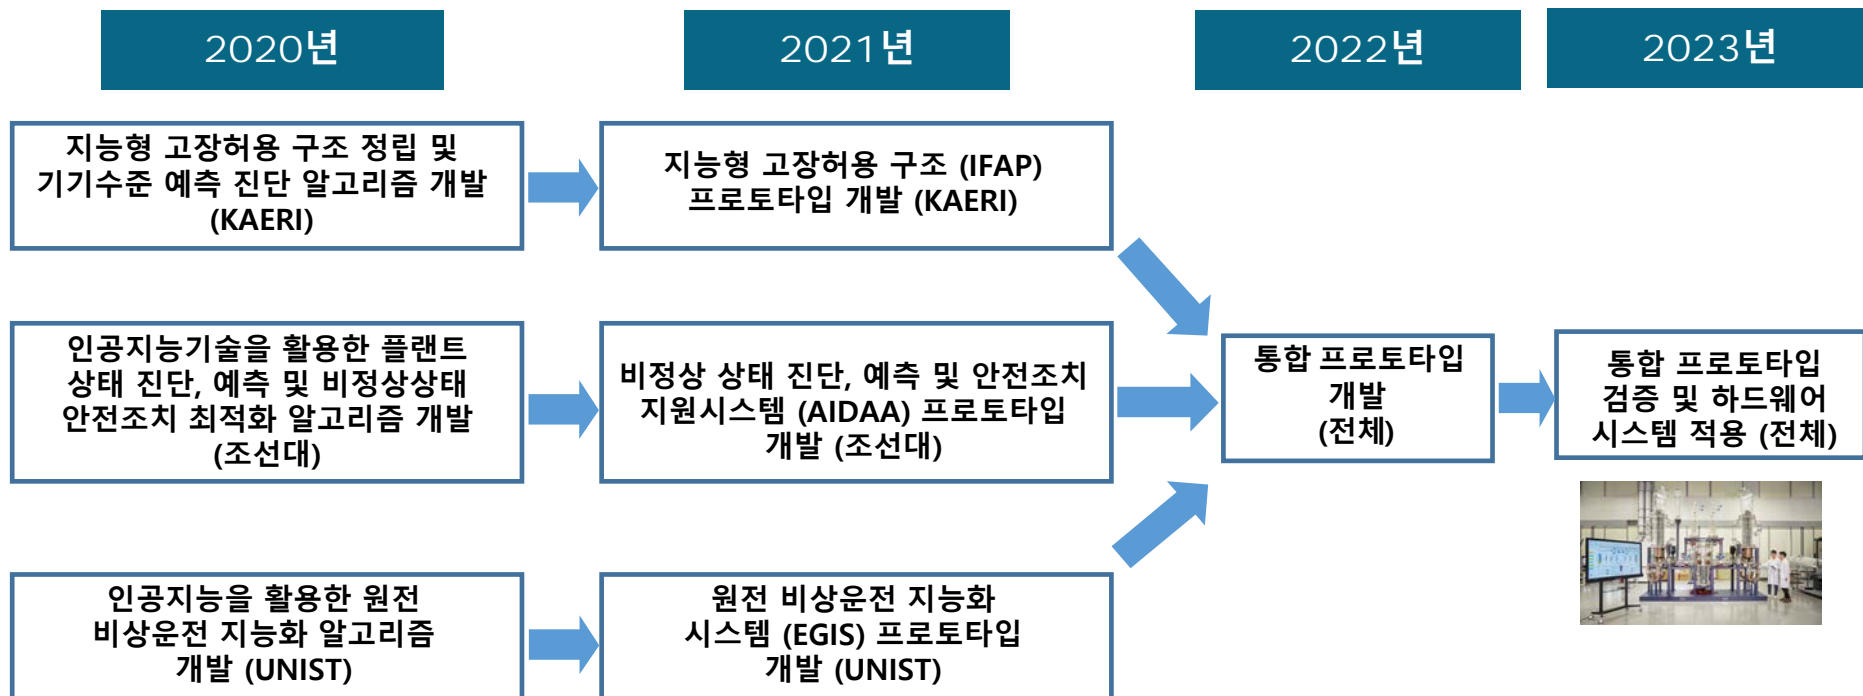 2020년
2021년
2022년
2023년
지능형 고장허용 구조 정립 및
기기수준 예측 진단 알고리즘 개발
(KAERI)
지능형 고장허용 구조 (IFAP)
프로토타입 개발 (KAERI)
인공지능기술을 활용한 플랜트
상태 진단, 예측 및 비정상상태
안전조치 최적화 알고리즘 개발
(조선대)
비정상 상태 진단, 예측 및 안전조치
지원시스템 (AIDAA) 프로토타입
개발 (조선대)
통합 프로토타입
개발
(전체)
통합 프로토타입
검증 및 하드웨어
시스템 적용 (전체)
인공지능을 활용한 원전
비상운전 지능화 알고리즘
개발 (UNIST)
원전 비상운전 지능화
시스템 (EGIS) 프로토타입
개발 (UNIST)